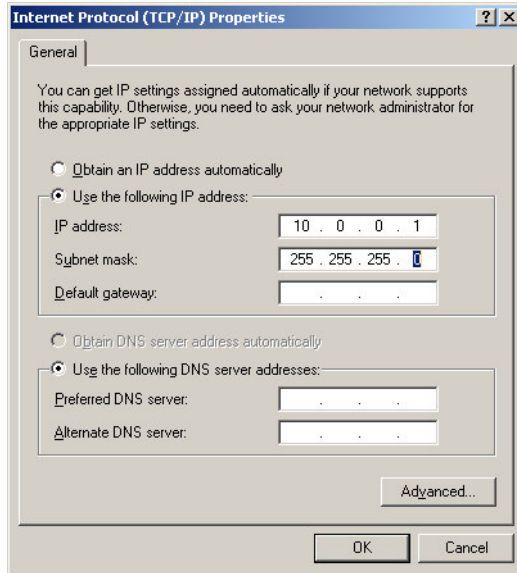 Internet Protocol (TCP/IP) Properties
General
You can get IP settings assigned automatically if your network supports
this capability. Otherwise, you need to ask your network administrator for
the appropriate IP settings.
Obtain an IP address automatically
Use the following IP address:
IP address: 10 . 0 . 0 . 1
Subnet mask: 255 . 255 . 255 . 0
Default gateway: . . .
Obtain DNS server address automatically
Use the following DNS server addresses:
Preferred DNS server: . . .
Alternate DNS server: . . .
Advanced...
OK Cancel